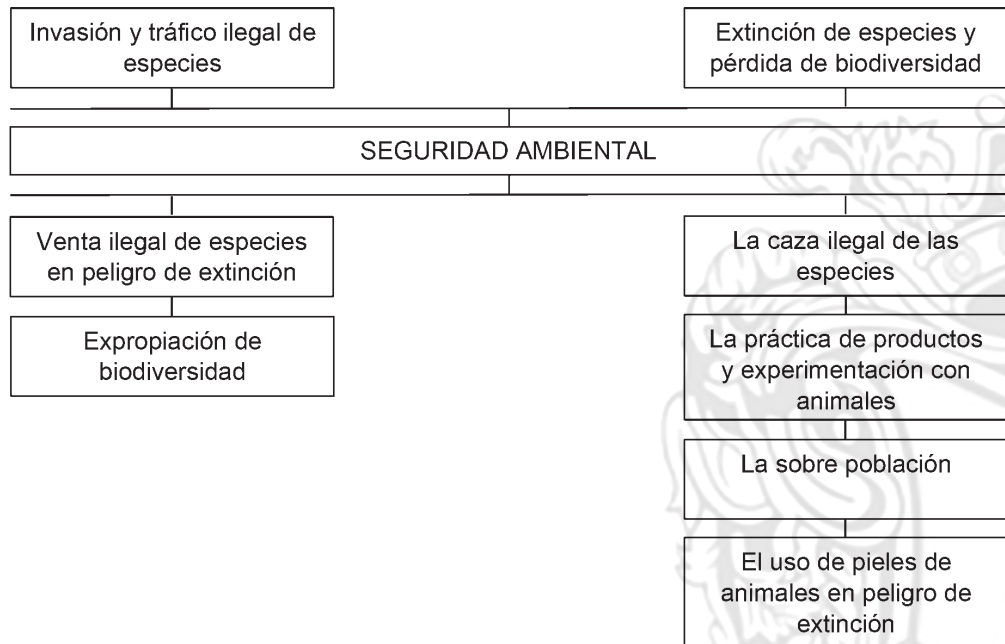 Invasión y tráfico ilegal de
especies
Extinción de especies y
pérdida de biodiversidad
SEGURIDAD AMBIENTAL
Venta ilegal de especies
en peligro de extinción
Expropiación de
biodiversidad
La caza ilegal de las
especies
La práctica de productos
y experimentación con
animales
La sobre población
El uso de pieles de
animales en peligro de
extinción